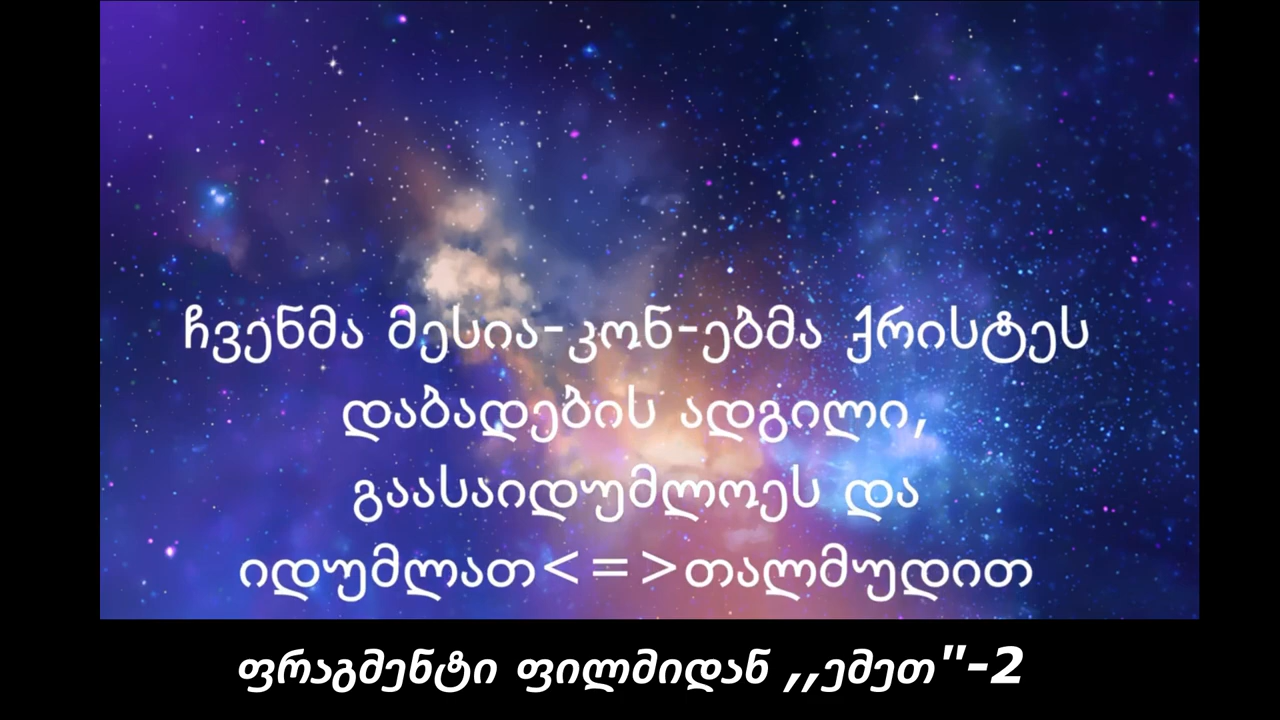 ჩვენმა მესია-კონ-ებმა ქრისტეს
დაბადების ადგილი,
გაასაიდუმლოეს და
იდუმლათ<=>თალმუდით
ფრაგმენტი ფილმიდან ,,ემეთ"-2